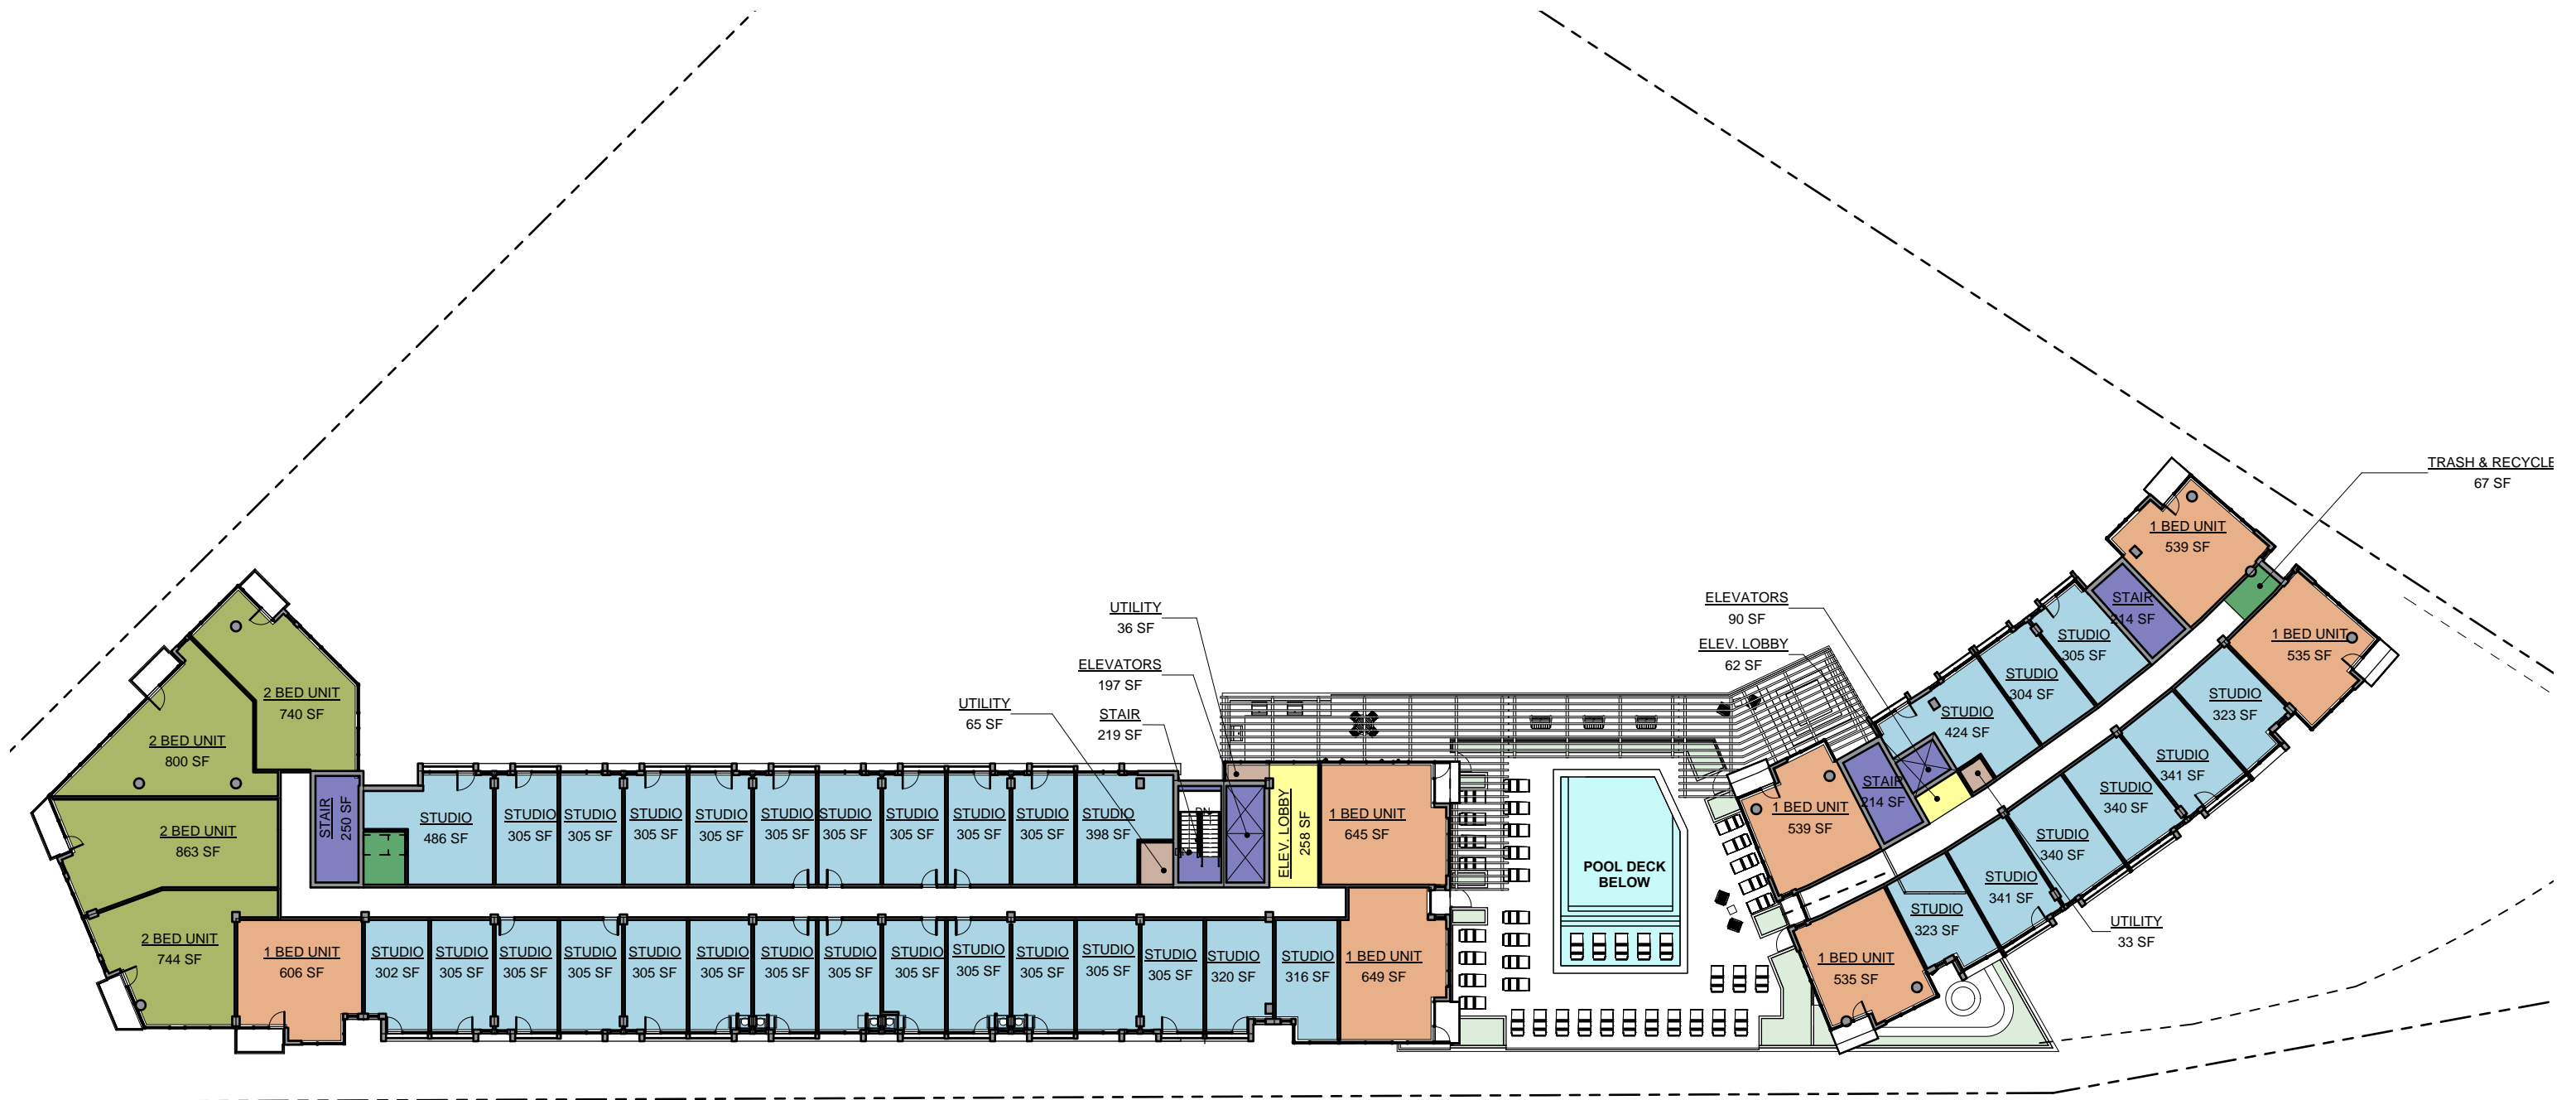 TRASH & RECYCLE
67 SF
1 BED UNIT
539 SF
STAIR
214 SF
1 BED UNIT
535 SF
STUDIO
305 SF
STUDIO
304 SF
STUDIO
323 SF
STUDIO
424 SF
STUDIO
341 SF
STUDIO
340 SF
STUDIO
340 SF
STUDIO
341 SF
STUDIO
323 SF
ELEVATORS
90 SF
ELEV. LOBBY
62 SF
STAIR
214 SF
1 BED UNIT
539 SF
1 BED UNIT
535 SF
UTILITY
33 SF
POOL DECK
BELOW
UTILITY
36 SF
ELEVATORS
197 SF
UTILITY
65 SF
STAIR
219 SF
DN
2 BED UNIT
740 SF
2 BED UNIT
800 SF
2 BED UNIT
863 SF
2 BED UNIT
744 SF
STAIR
250 SF
STUDIO
486 SF
STUDIO
305 SF
STUDIO
305 SF
STUDIO
305 SF
STUDIO
305 SF
STUDIO
305 SF
STUDIO
305 SF
STUDIO
305 SF
STUDIO
305 SF
STUDIO
305 SF
STUDIO
398 SF
ELEV. LOBBY
258 SF
1 BED UNIT
645 SF
1 BED UNIT
606 SF
STUDIO
302 SF
STUDIO
305 SF
STUDIO
305 SF
STUDIO
305 SF
STUDIO
305 SF
STUDIO
305 SF
STUDIO
305 SF
STUDIO
305 SF
STUDIO
305 SF
STUDIO
305 SF
STUDIO
305 SF
STUDIO
305 SF
STUDIO
305 SF
STUDIO
320 SF
STUDIO
316 SF
1 BED UNIT
649 SF